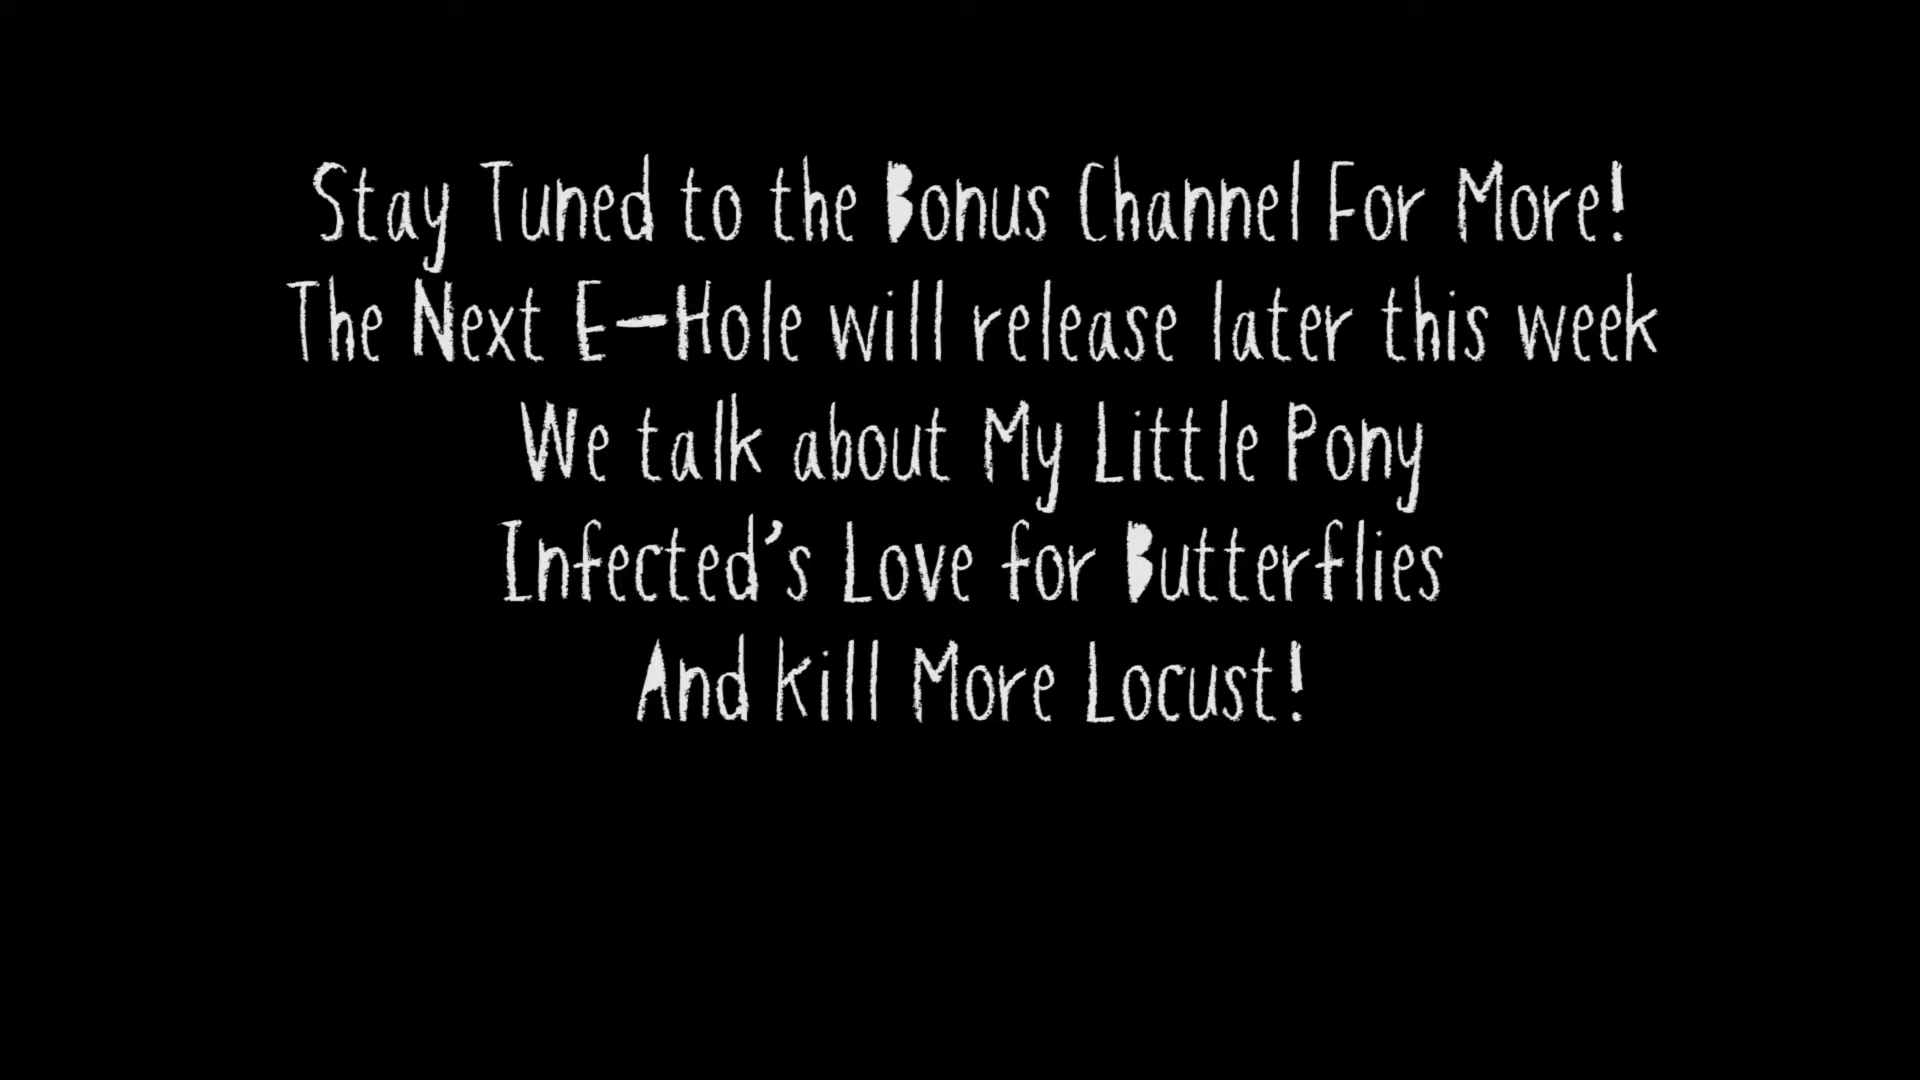 Stay Tuned to the Bonus Channel For More!
The Next E-Hole will release later this week
We talk about My Little Pony
Infected's Love for Butterflies
And kill More Locust!